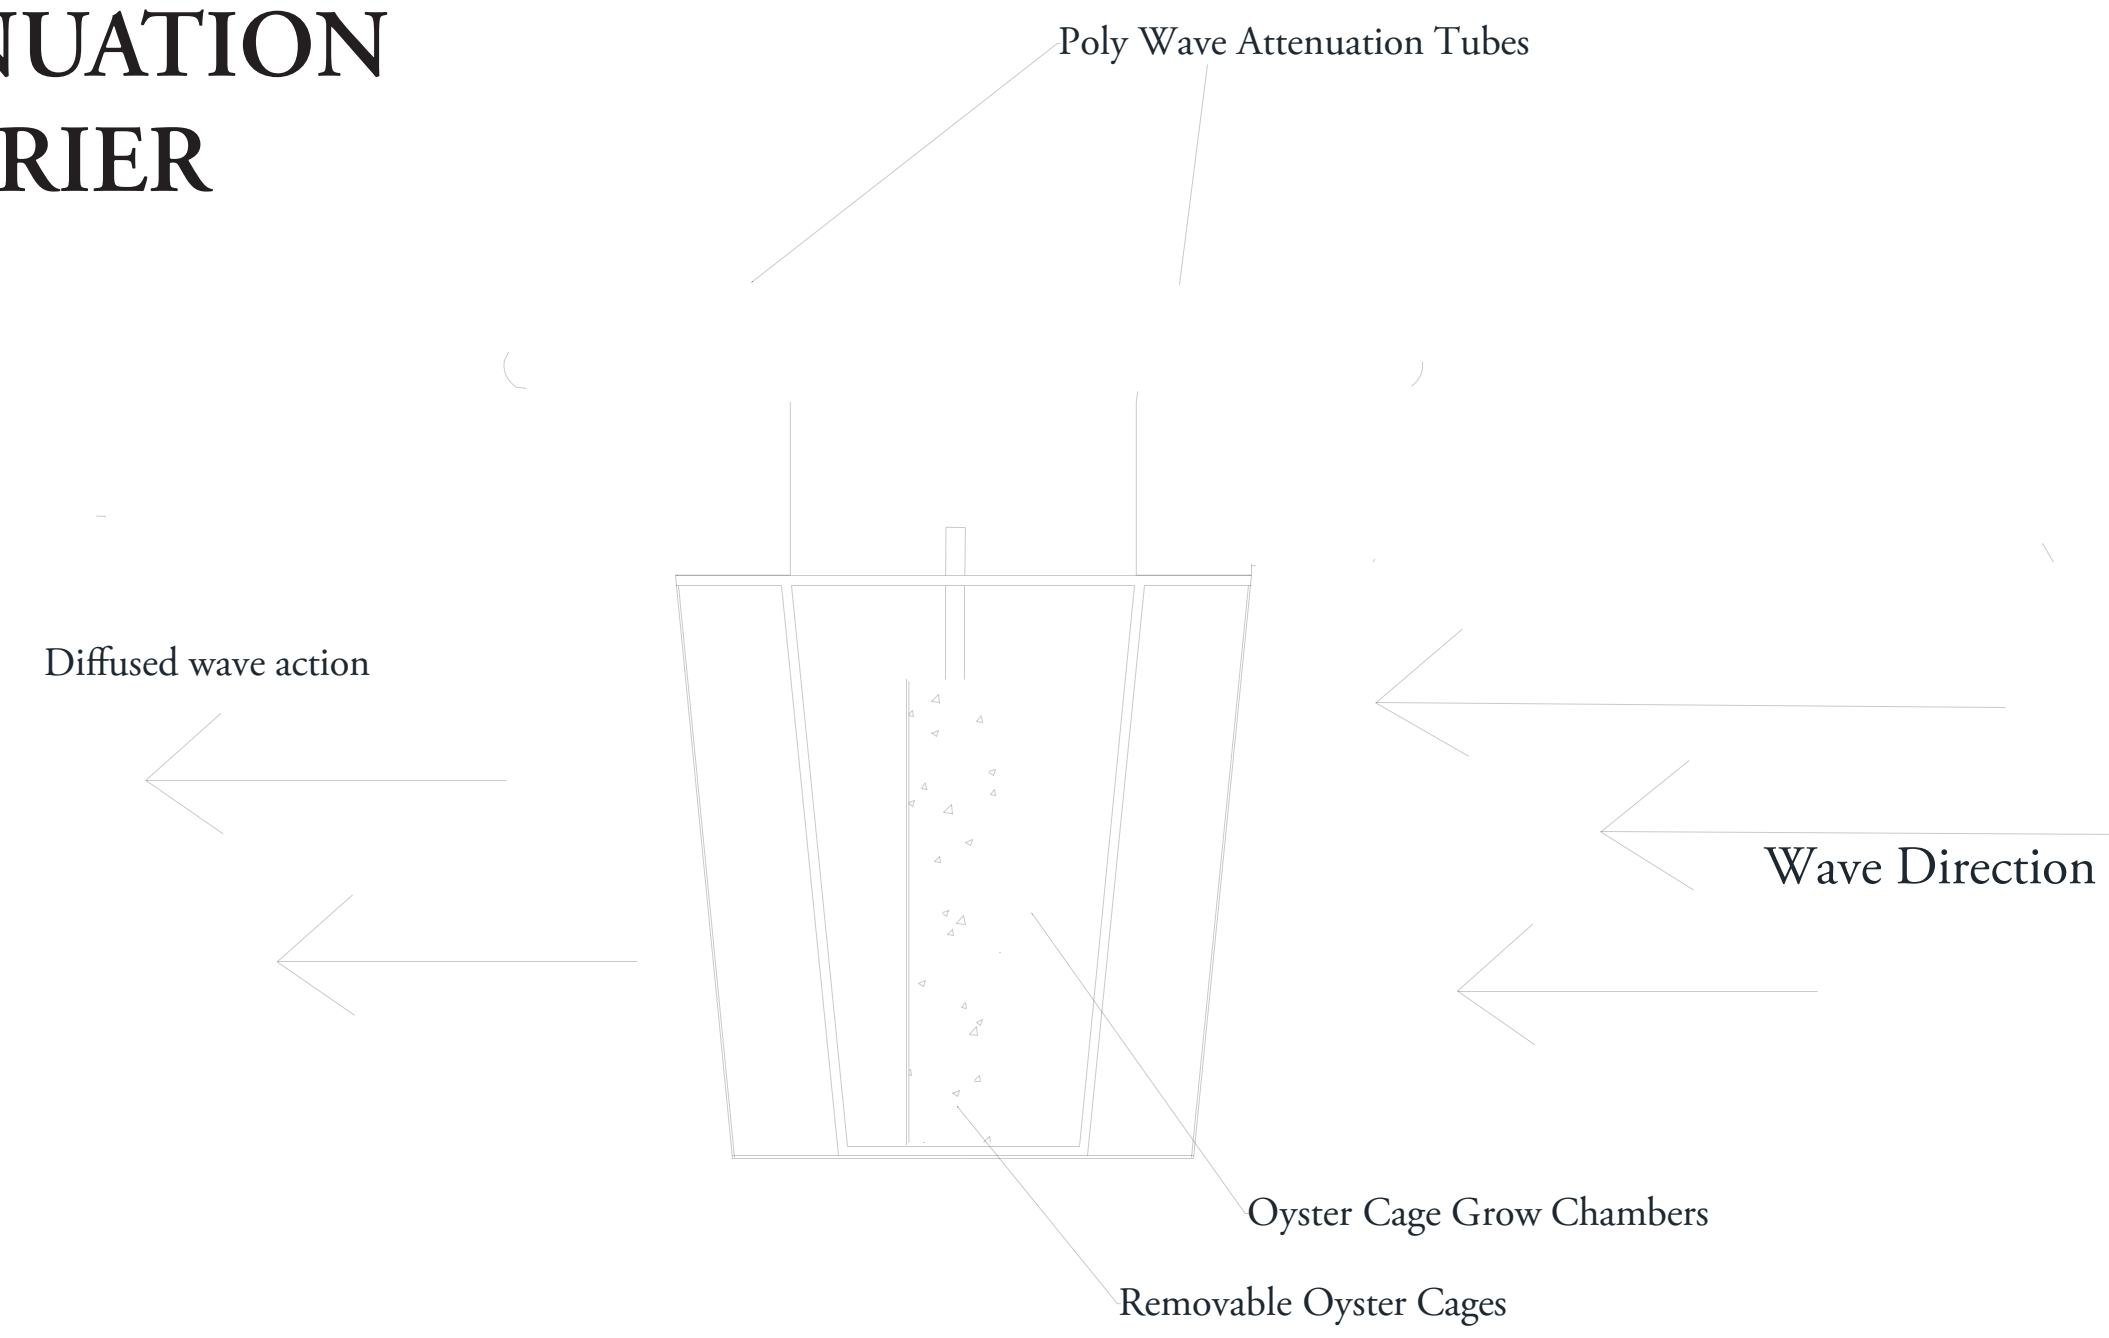 NUATION
RIER
Poly Wave Attenuation Tubes
Diffused wave action
Wave Direction
Oyster Cage Grow Chambers
Removable Oyster Cages